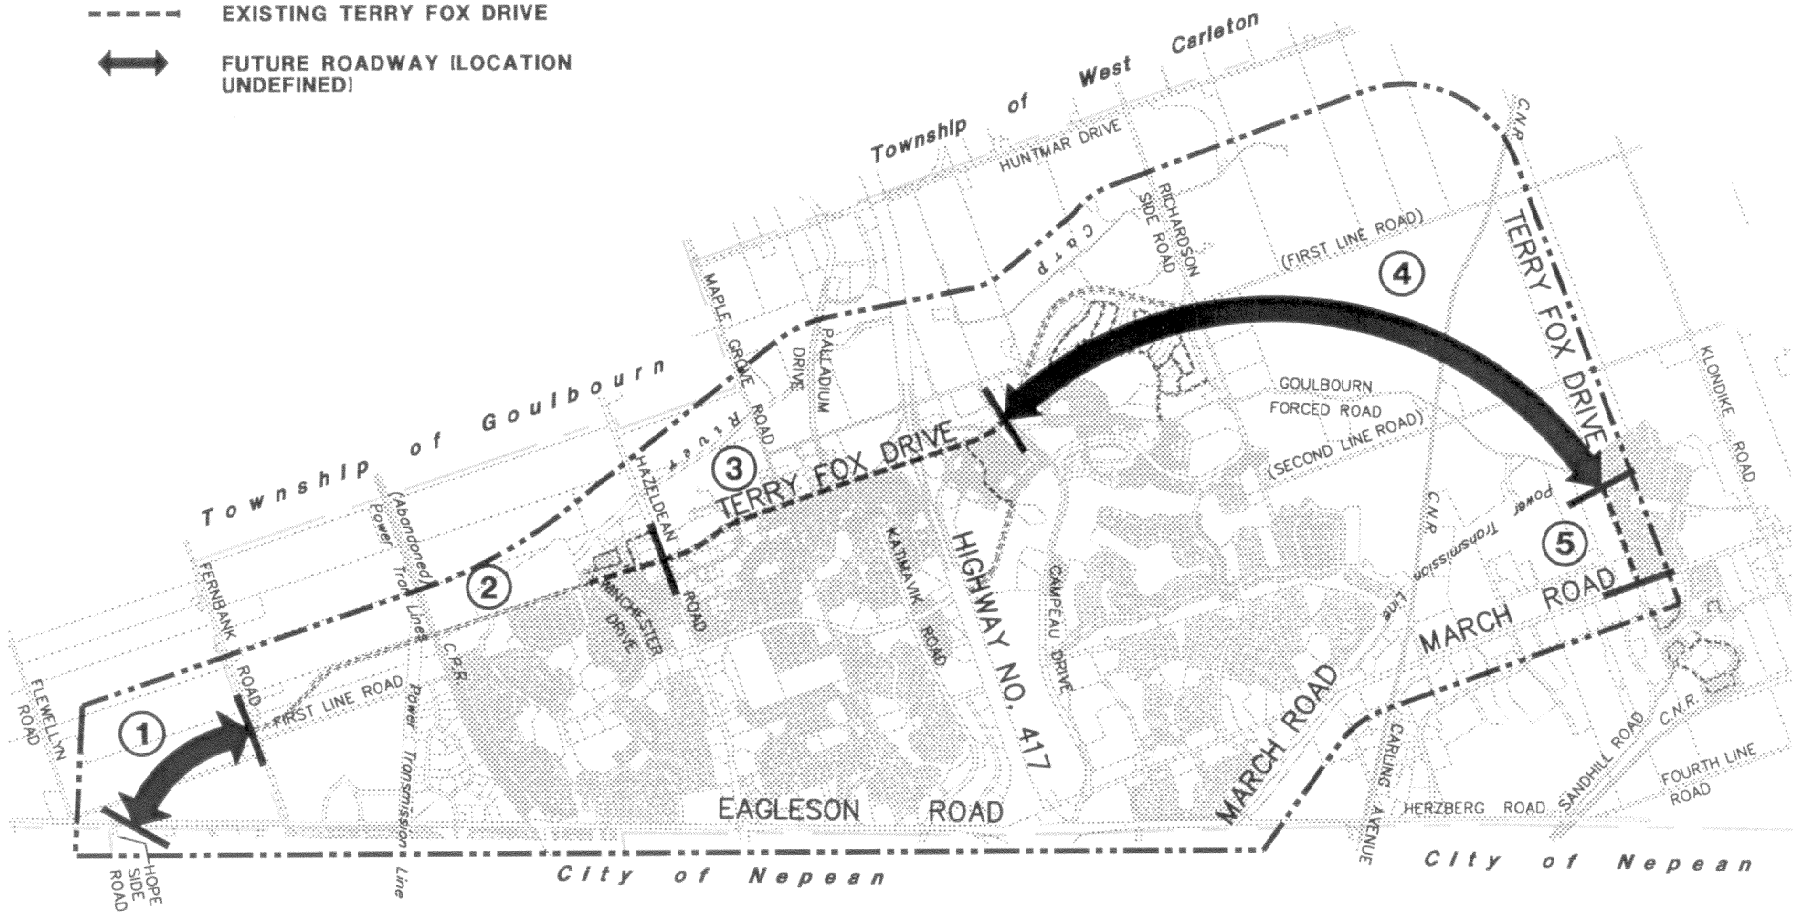 EXISTING TERRY FOX DRIVE
FUTURE ROADWAY (LOCATION
UNDEFINED)
Township of West Carleton
HUNTMAR DRIVE
C.N.R
RICHARDSON
SIDE ROAD
(FIRST LINE ROAD)
TERRY FOX DRIVE
4
Carp
River
MAPLE GROVE ROAD
PALLADIUM
DRIVE
KLONDIKE ROAD
Township of Goulbourn
GOULBOURN
FORCED ROAD
(SECOND LINE ROAD)
3
TERRY FOX DRIVE
HAZELDEAN ROAD
(Abandoned)
Power Tran Lines
C.N.R
Power Transmission Line
5
MARCH ROAD
2
WINCHESTER
DRIVE
KATIMAVIK
ROAD
HIGHWAY NO. 417
CAMPEAU DRIVE
FERNBANK ROAD
C.P.R
FLEWELLYN
ROAD
FIRST LINE ROAD
1
Power Transmission Line
MARCH ROAD
CARLING AVENUE
SANDHILL ROAD
C.N.R.
FOURTH LINE
ROAD
EAGLESON ROAD
HERZBERG ROAD
HOPE
SIDE
ROAD
City of Nepean
City of Nepean